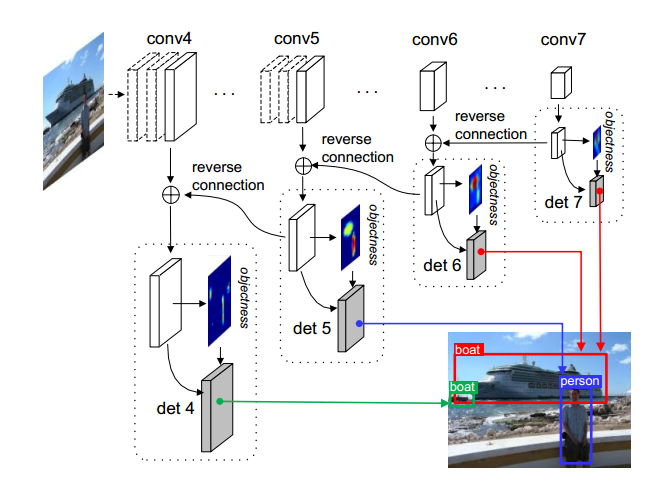 conv4
conv5
conv6
conv7
. . .
. . .
. . .
reverse
connection
reverse
connection
reverse
connection
objectness
det 7
objectness
det 6
objectness
det 5
objectness
det 4
boat
person
boat